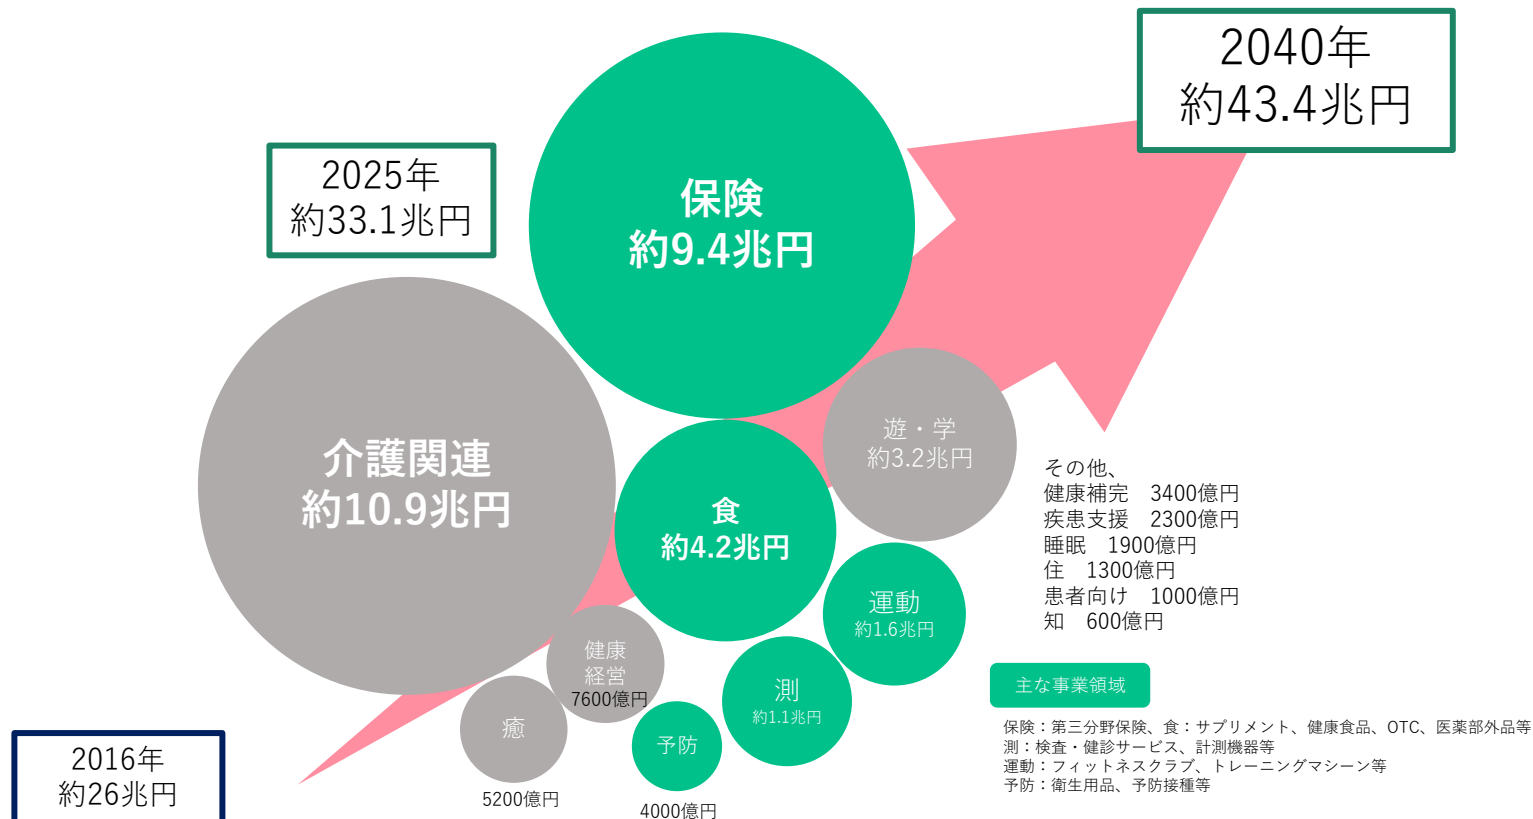 2040年
約43.4兆円
2025年
約33.1兆円
保険
約9.4兆円
介護関連
約10.9兆円
遊・学
約3.2兆円
食
約4.2兆円
運動
約1.6兆円
健康
経営
7600億円
測
約1.1兆円
癒
5200億円
予防
4000億円
2016年
約26兆円
その他、
健康補完　3400億円
疾患支援　2300億円
睡眠　1900億円
住　1300億円
患者向け　1000億円
知　600億円
主な事業領域
保険：第三分野保険、食：サプリメント、健康食品、OTC、医薬部外品等
測：検査・健診サービス、計測機器等
運動：フィットネスクラブ、トレーニングマシーン等
予防：衛生用品、予防接種等